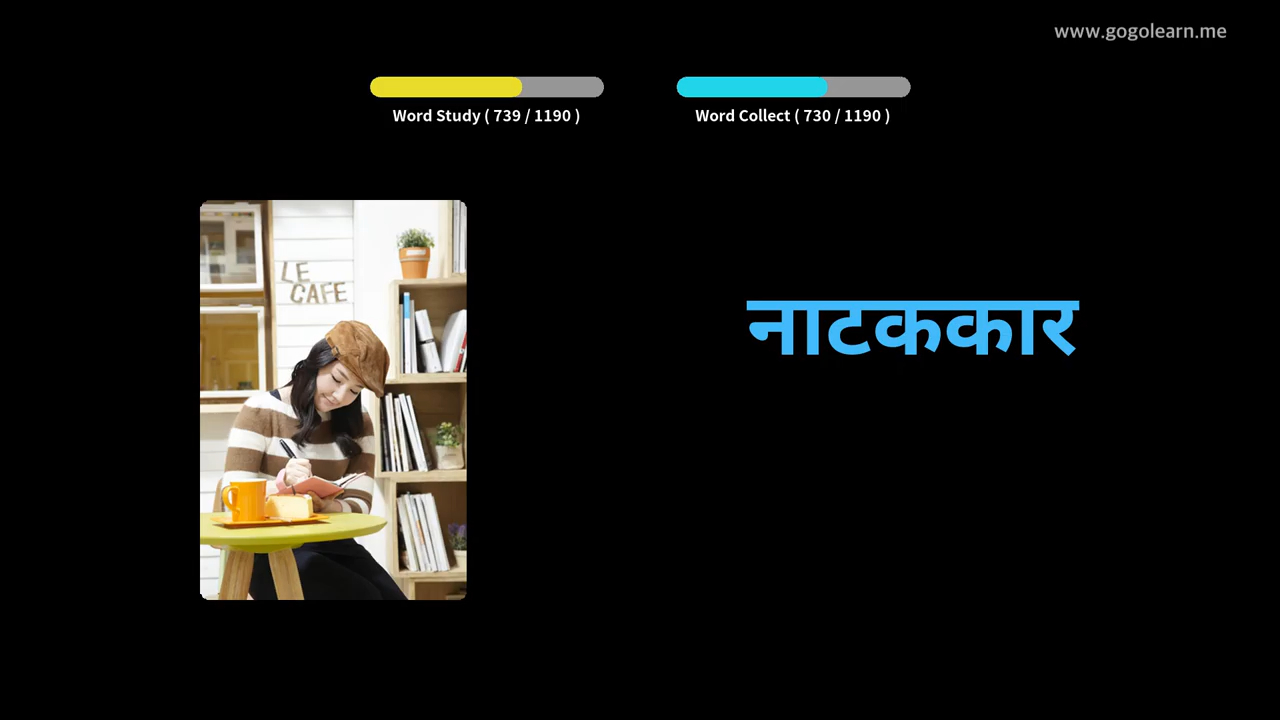 www.gogolearn.me
Word Study ( 739 / 1190 )
Word Collect ( 730 / 1190 )
LE
CAFE
नाटककार